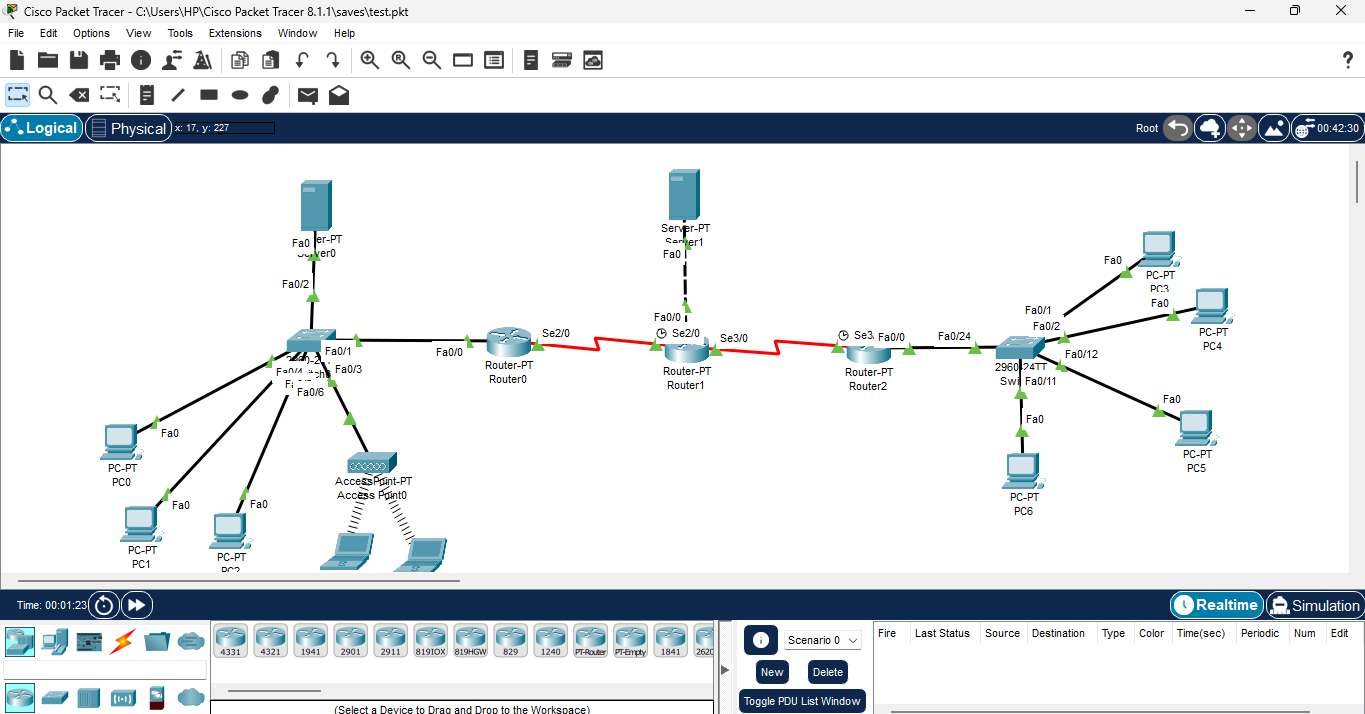 Cisco Packet Tracer - C:\Users\HP\Cisco Packet Tracer 8.1.1\saves\test.pkt
File Edit Options View Tools Extensions Window Help
Logical Physical x: 17, y: 227 Root 00:42:30
Server-PT
Server1
Fa0
Fa0
er-PT
Fa0/2
Fa0/0
Se2/0
Se2/0
Se3/0
Fa0/0
Router-PT
Router0
Router-PT
Router1
Fa0/0
Fa0/24
Router-PT
Router2
Fa0
PC-PT
PC3
Fa0
PC-PT
PC4
Fa0/1
Fa0/2
Fa0/12
Fa0/11
Fa0
PC-PT
PC5
Fa0
PC-PT
PC6
Fa0/1
Fa0/3
Fa0/6
Fa0
PC-PT
PC0
Fa0
PC-PT
PC1
Fa0
PC-PT
PC2
AccessPoint-PT
Access Point0
Time: 00:01:23 Realtime Simulation
4331 4321 1941 2901 2911 819IOX 819HGW 829 1240 PT-Router PT-Empty 1841 2620
(Select a Device to Drag and Drop to the Workspace)
Scenario 0
New Delete
Toggle PDU List Window
Fire Last Status Source Destination Type Color Time(sec) Periodic Num Edit